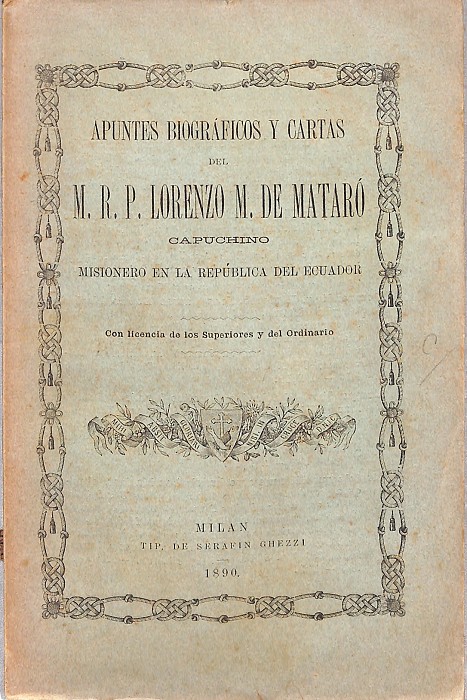 APUNTES BIOGRÁFICOS Y CARTAS
DEL
M. R. P. LORENZO M. DE MATARÓ
CAPUCHINO
MISIONERO EN LA REPÚBLICA DEL ECUADOR
Con licencia de los Superiores y del Ordinario
MILAN
TIP. DE SERAFIN GHEZZI
1890.